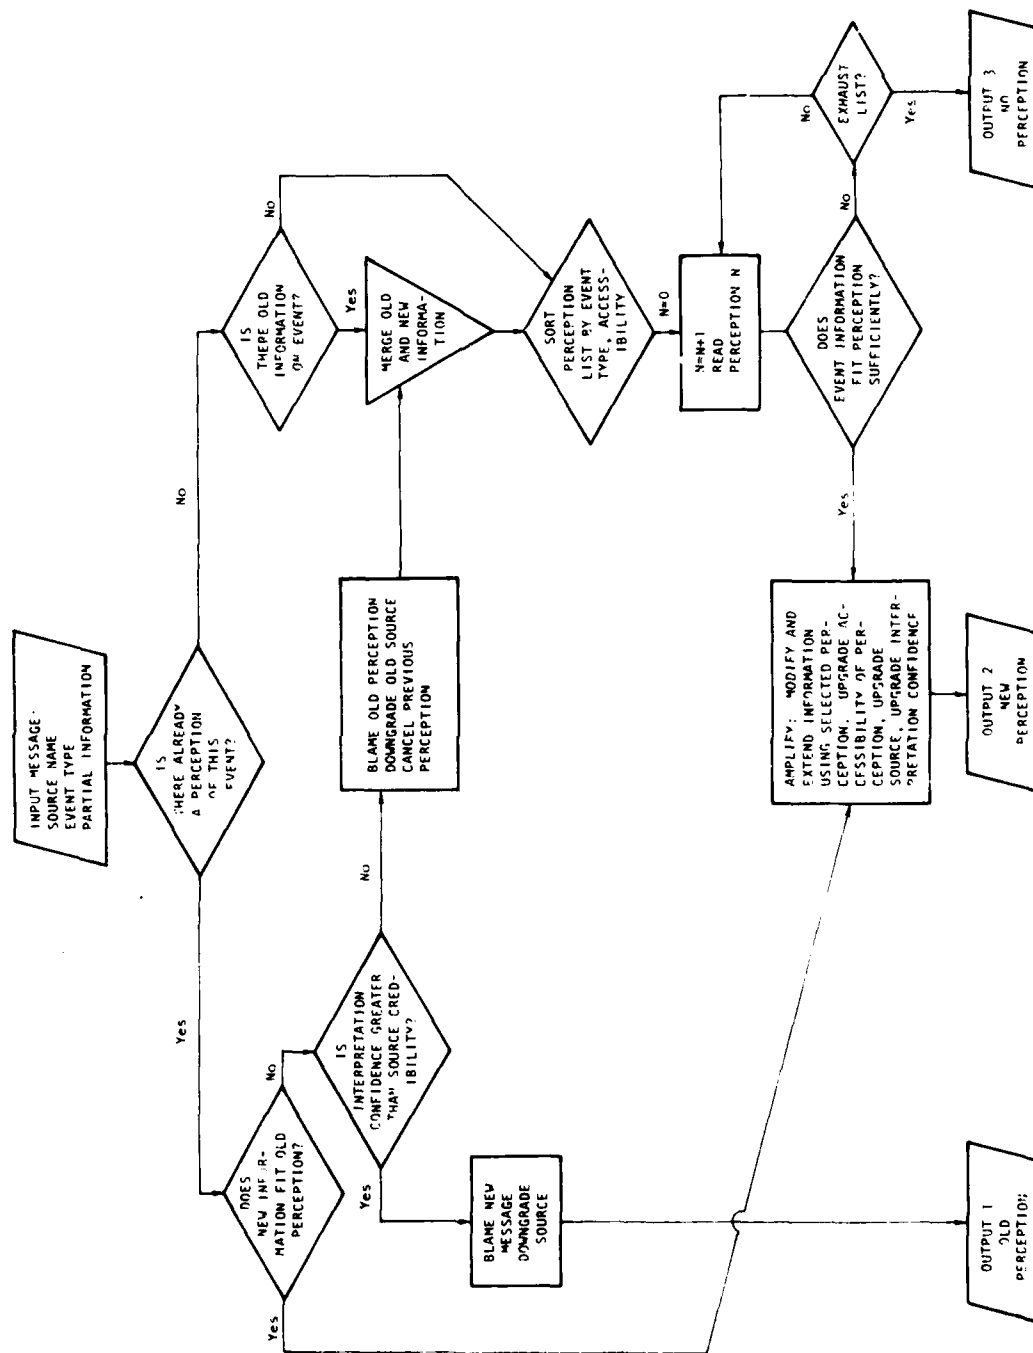 INPUT MESSAGE:
SOURCE NAME
EVENT TYPE
PARTIAL INFORMATION
IS
THERE ALREADY
A PERCEPTION
OF THIS
EVENT?
Yes
No
DOES
NEW INFOR-
MATION FIT OLD
PERCEPTION?
Yes
No
IS
THERE OLD
INFORMATION
ON EVENT?
No
Yes
IS
INTERPRETATION
CONFIDENCE GREATER
THAN SOURCE CRED-
IBILITY?
Yes
No
BLAME OLD PERCEPTION
DOWNGRADE OLD SOURCE
CANCEL PREVIOUS
PERCEPTION
MERGE OLD
AND NEW
INFORMA-
TION
BLAME NEW
MESSAGE
DOWNGRADE
SOURCE
SORT
PERCEPTION
LIST BY EVENT
TYPE, ACCESS-
IBILITY
N=0
N=N+1
READ
PERCEPTION N
DOES
EVENT INFORMATION
FIT PERCEPTION
SUFFICIENTLY?
Yes
No
EXHAUST
LIST?
No
Yes
AMPLIFY: MODIFY AND
EXTEND INFORMATION
USING SELECTED PER-
CEPTION, UPGRADE AC-
CESSIBILITY OF PER-
CEPTION, UPGRADE
SOURCE, UPGRADE INTER-
PRETATION CONFIDENCE
OUTPUT 1
OLD
PERCEPTION
OUTPUT 2
NEW
PERCEPTION
OUTPUT 3
NO
PERCEPTION